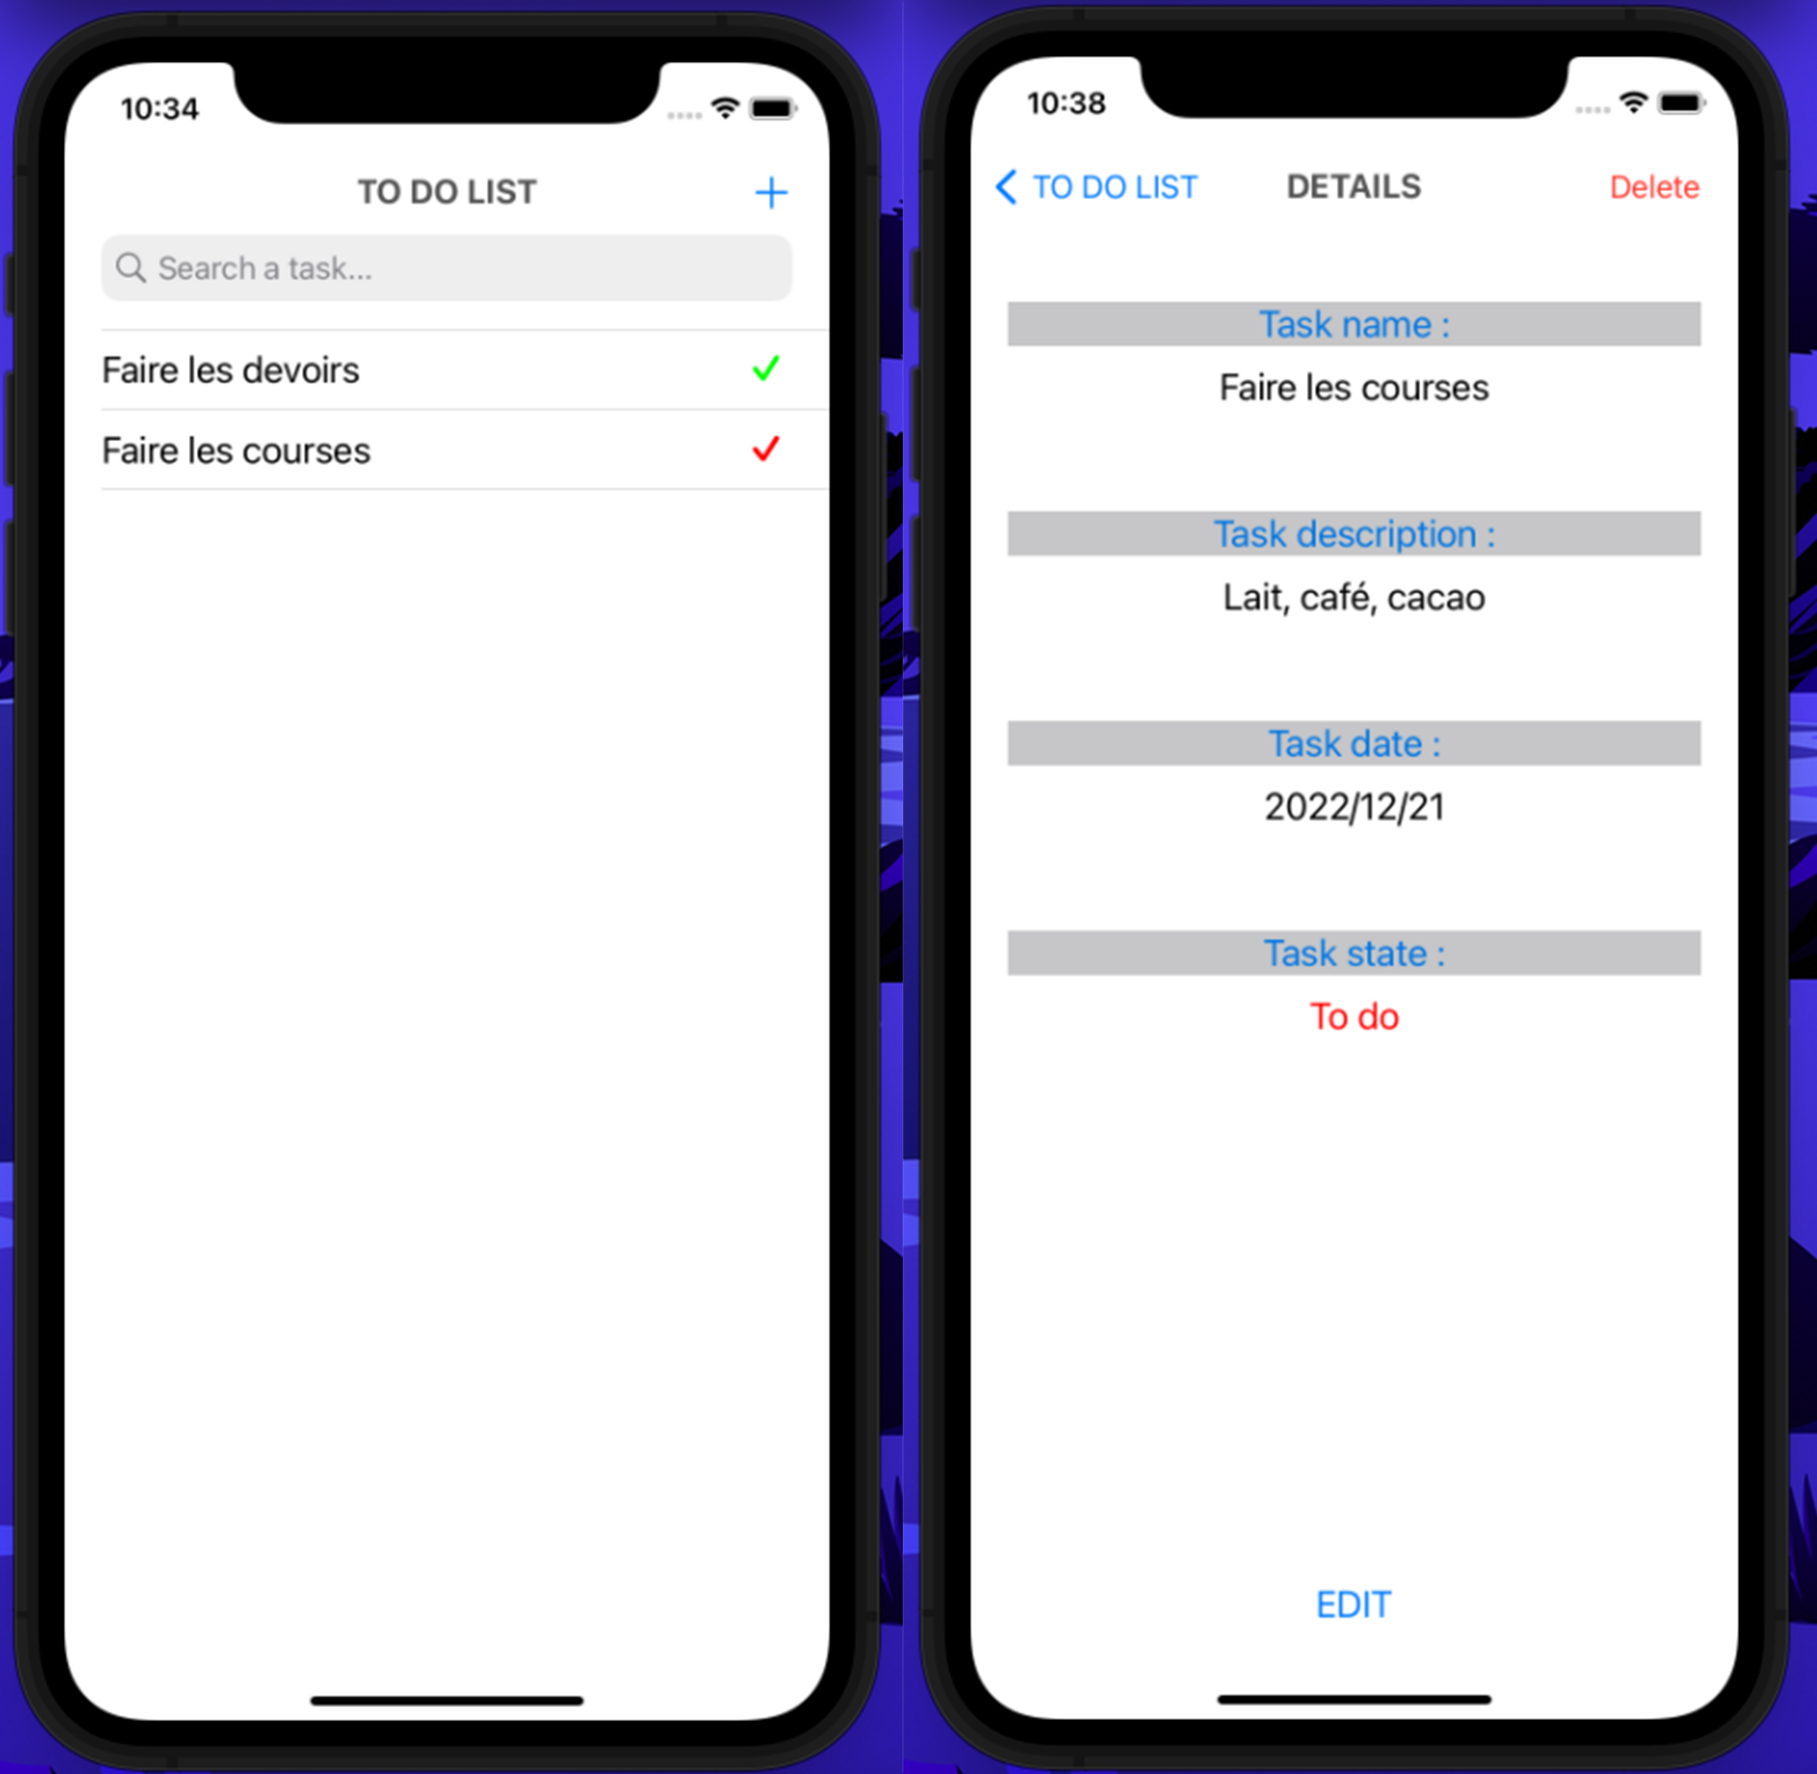 10:34
TO DO LIST
Search a task...
Faire les devoirs
Faire les courses
10:38
TO DO LIST DETAILS Delete
Task name :
Faire les courses
Task description :
Lait, café, cacao
Task date :
2022/12/21
Task state :
To do
EDIT